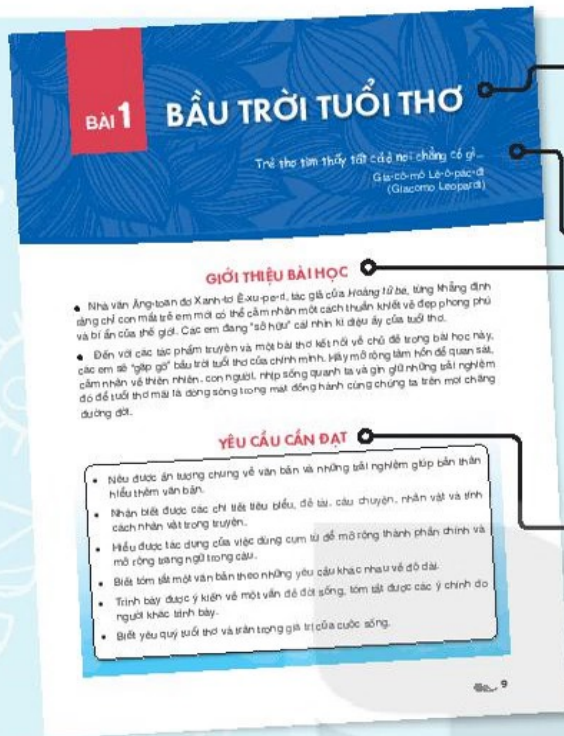 BÀI 1
BẦU TRỜI TUỔI THƠ
Trẻ thơ tìm thấy tất cả ở nơi chẳng có gì...
Gia-cô-mô Lê-ô-pác-đi
(Giacomo Leopardi)
GIỚI THIỆU BÀI HỌC
• Nhà văn Ăng-toan đơ Xanh-tơ Ê-xu-pe-ri, tác giả của Hoàng tử bé, từng khẳng định
rằng chỉ con mắt trẻ em mới có thể cảm nhận một cách thuần khiết vẻ đẹp phong phú
và bí ẩn của thế giới. Các em đang "sở hữu" cái nhìn kì diệu ấy của tuổi thơ.
• Đến với các tác phẩm truyện và một bài thơ kết nối về chủ đề trong bài học này,
các em sẽ "gặp gỡ" bầu trời tuổi thơ của chính mình. Hãy mở rộng tâm hồn để quan sát,
cảm nhận về thiên nhiên, con người, nhịp sống quanh ta và gìn giữ những trải nghiệm
đó để tuổi thơ mãi là dòng sông trong mát đồng hành cùng chúng ta trên mọi chặng
đường đời.
YÊU CẦU CẦN ĐẠT
• Nêu được ấn tượng chung về văn bản và những trải nghiệm giúp bản thân
hiểu thêm văn bản.
• Nhận biết được các chi tiết tiêu biểu, đề tài, câu chuyện, nhân vật và tính
cách nhân vật trong truyện.
• Hiểu được tác dụng của việc dùng cụm từ để mở rộng thành phần chính và
mở rộng trạng ngữ trong câu.
• Biết tóm tắt một văn bản theo những yêu cầu khác nhau về độ dài.
• Trình bày được ý kiến về một vấn đề đời sống, tóm tắt được các ý chính do
người khác trình bày.
• Biết yêu quý tuổi thơ và trân trọng giá trị của cuộc sống.
9